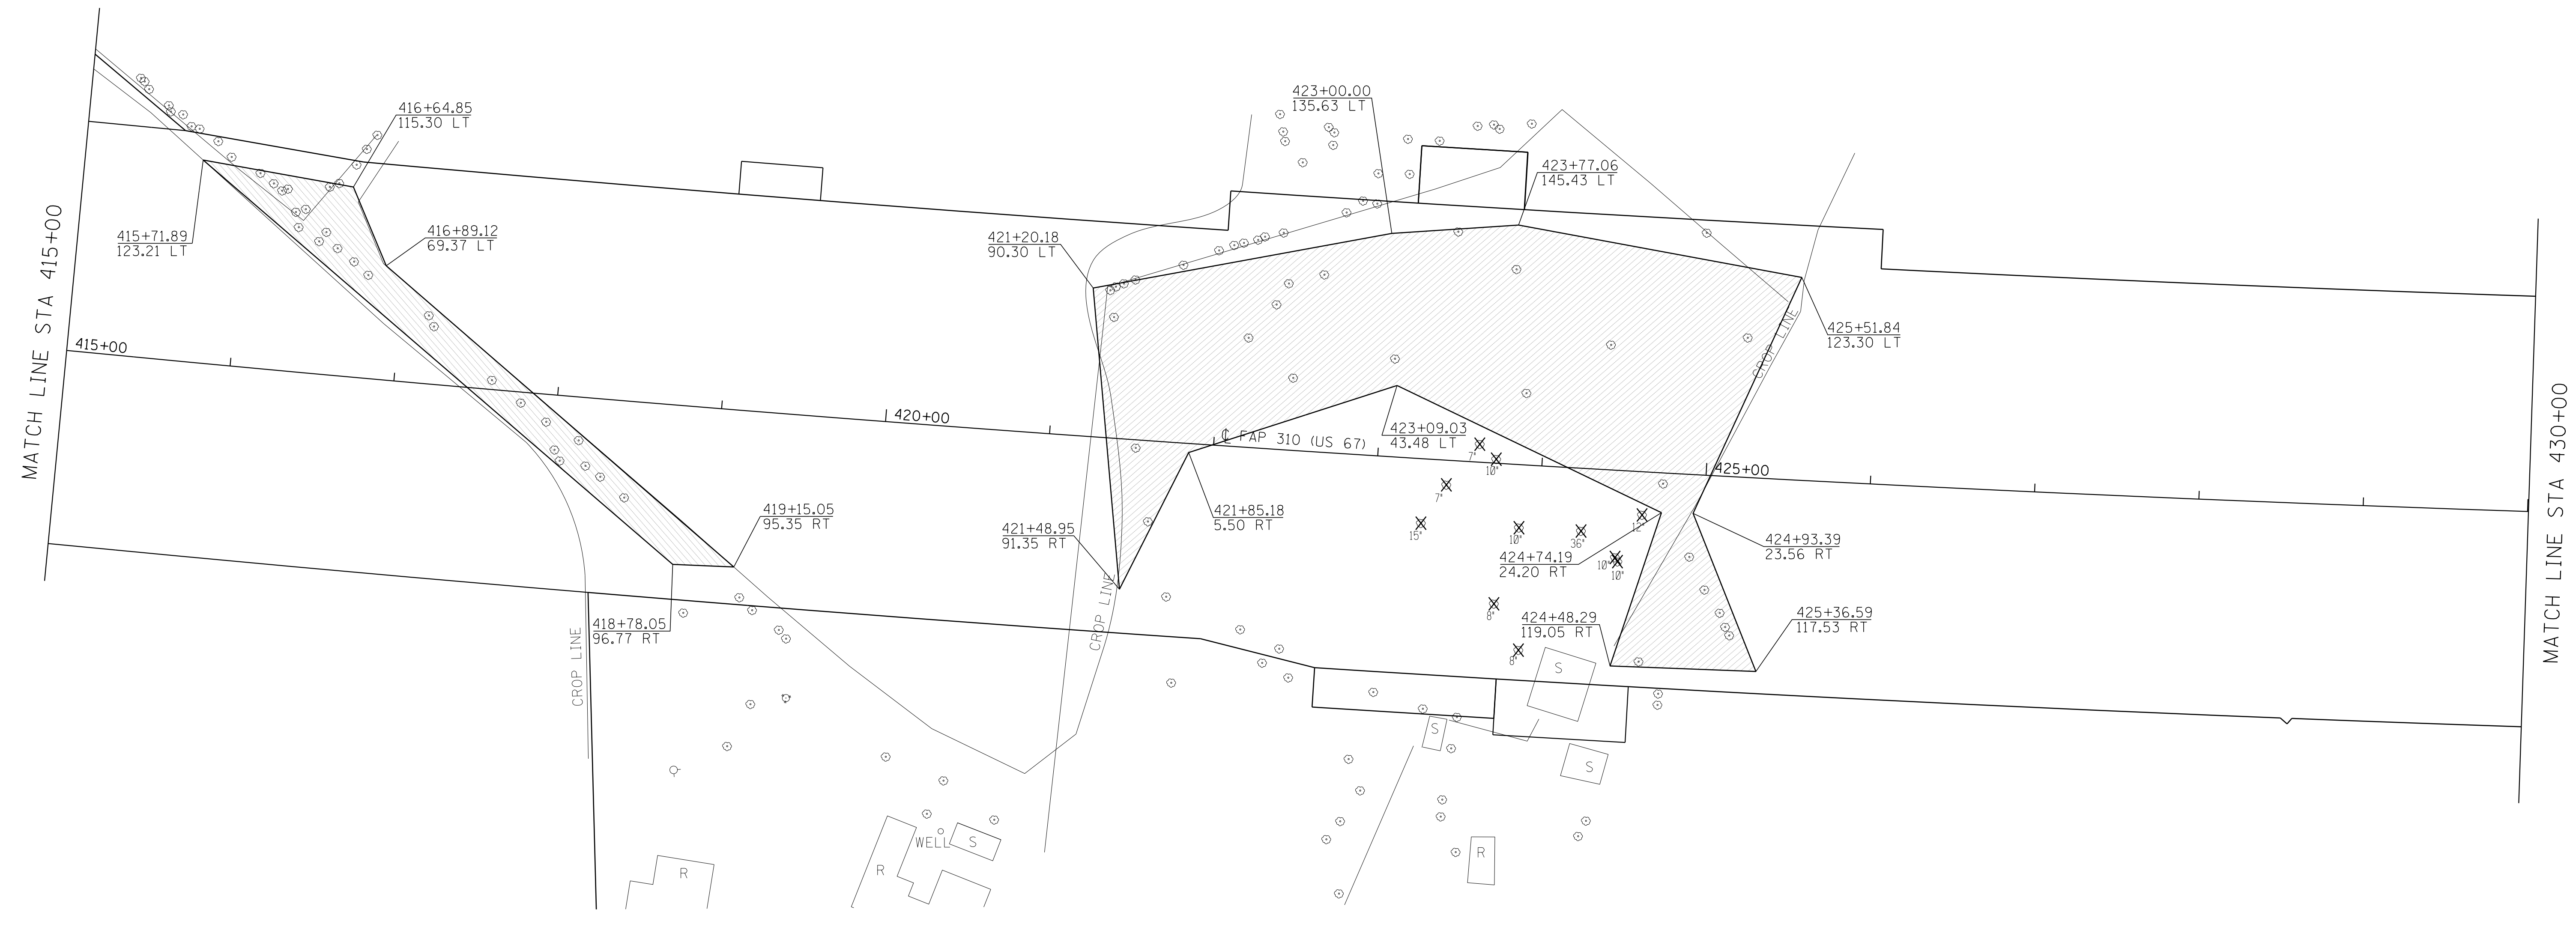 MATCH LINE STA 415+00
415+00
415+71.89
123.21 LT
416+64.85
115.30 LT
416+89.12
69.37 LT
419+15.05
95.35 RT
418+78.05
96.77 RT
CROP LINE
420+00
421+20.18
90.30 LT
421+48.95
91.35 RT
CROP LINE
421+85.18
5.50 RT
℄ FAP 310 (US 67)
423+00.00
135.63 LT
423+77.06
145.43 LT
423+09.03
43.48 LT
425+51.84
123.30 LT
CROP LINE
425+00
7"
10"
7"
15"
10"
36"
12"
10"
10"
8"
8"
424+74.19
24.20 RT
424+93.39
23.56 RT
424+48.29
119.05 RT
425+36.59
117.53 RT
S
S
S
R
R
R
WELL
S
MATCH LINE STA 430+00